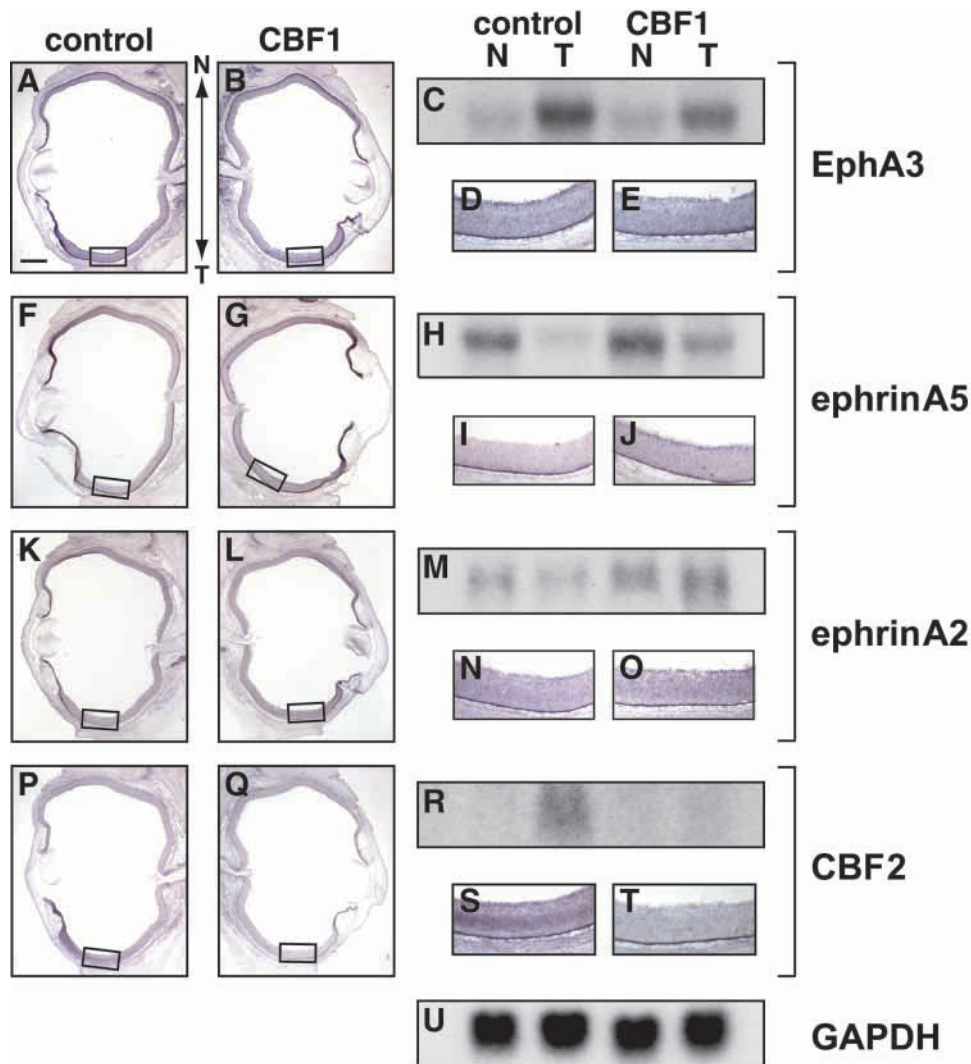 control CBF1
control CBF1
N T N T
A N B
T
C
EphA3
D E
F G
H
ephrinA5
I J
K L
M
ephrinA2
N O
P Q
R
CBF2
S T
U
GAPDH